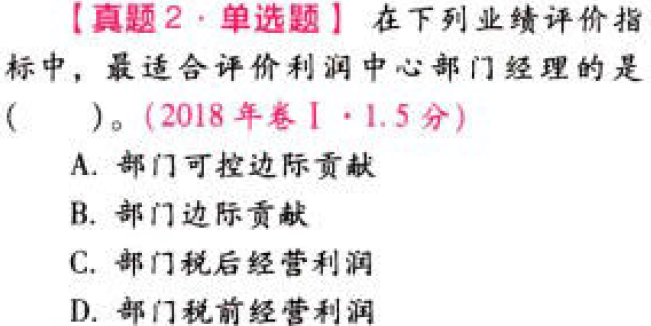 【真题2·单选题】 在下列业绩评价指
标中，最适合评价利润中心部门经理的是
(　　)。(2018年卷Ⅰ·1.5分)
A. 部门可控边际贡献
B. 部门边际贡献
C. 部门税后经营利润
D. 部门税前经营利润